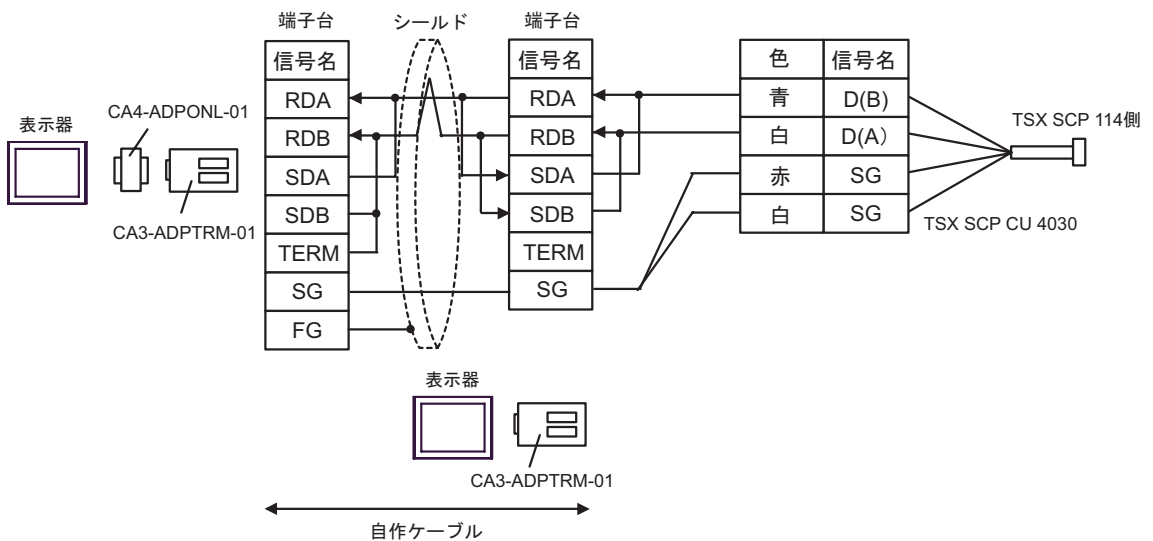 端子台
シールド
端子台
信号名
RDA
RDB
SDA
SDB
TERM
SG
FG
信号名
RDA
RDB
SDA
SDB
TERM
SG
色 信号名
青 D(B)
白 D(A）
赤 SG
白 SG
表示器
CA4-ADPONL-01
CA3-ADPTRM-01
TSX SCP 114側
TSX SCP CU 4030
表示器
CA3-ADPTRM-01
自作ケーブル